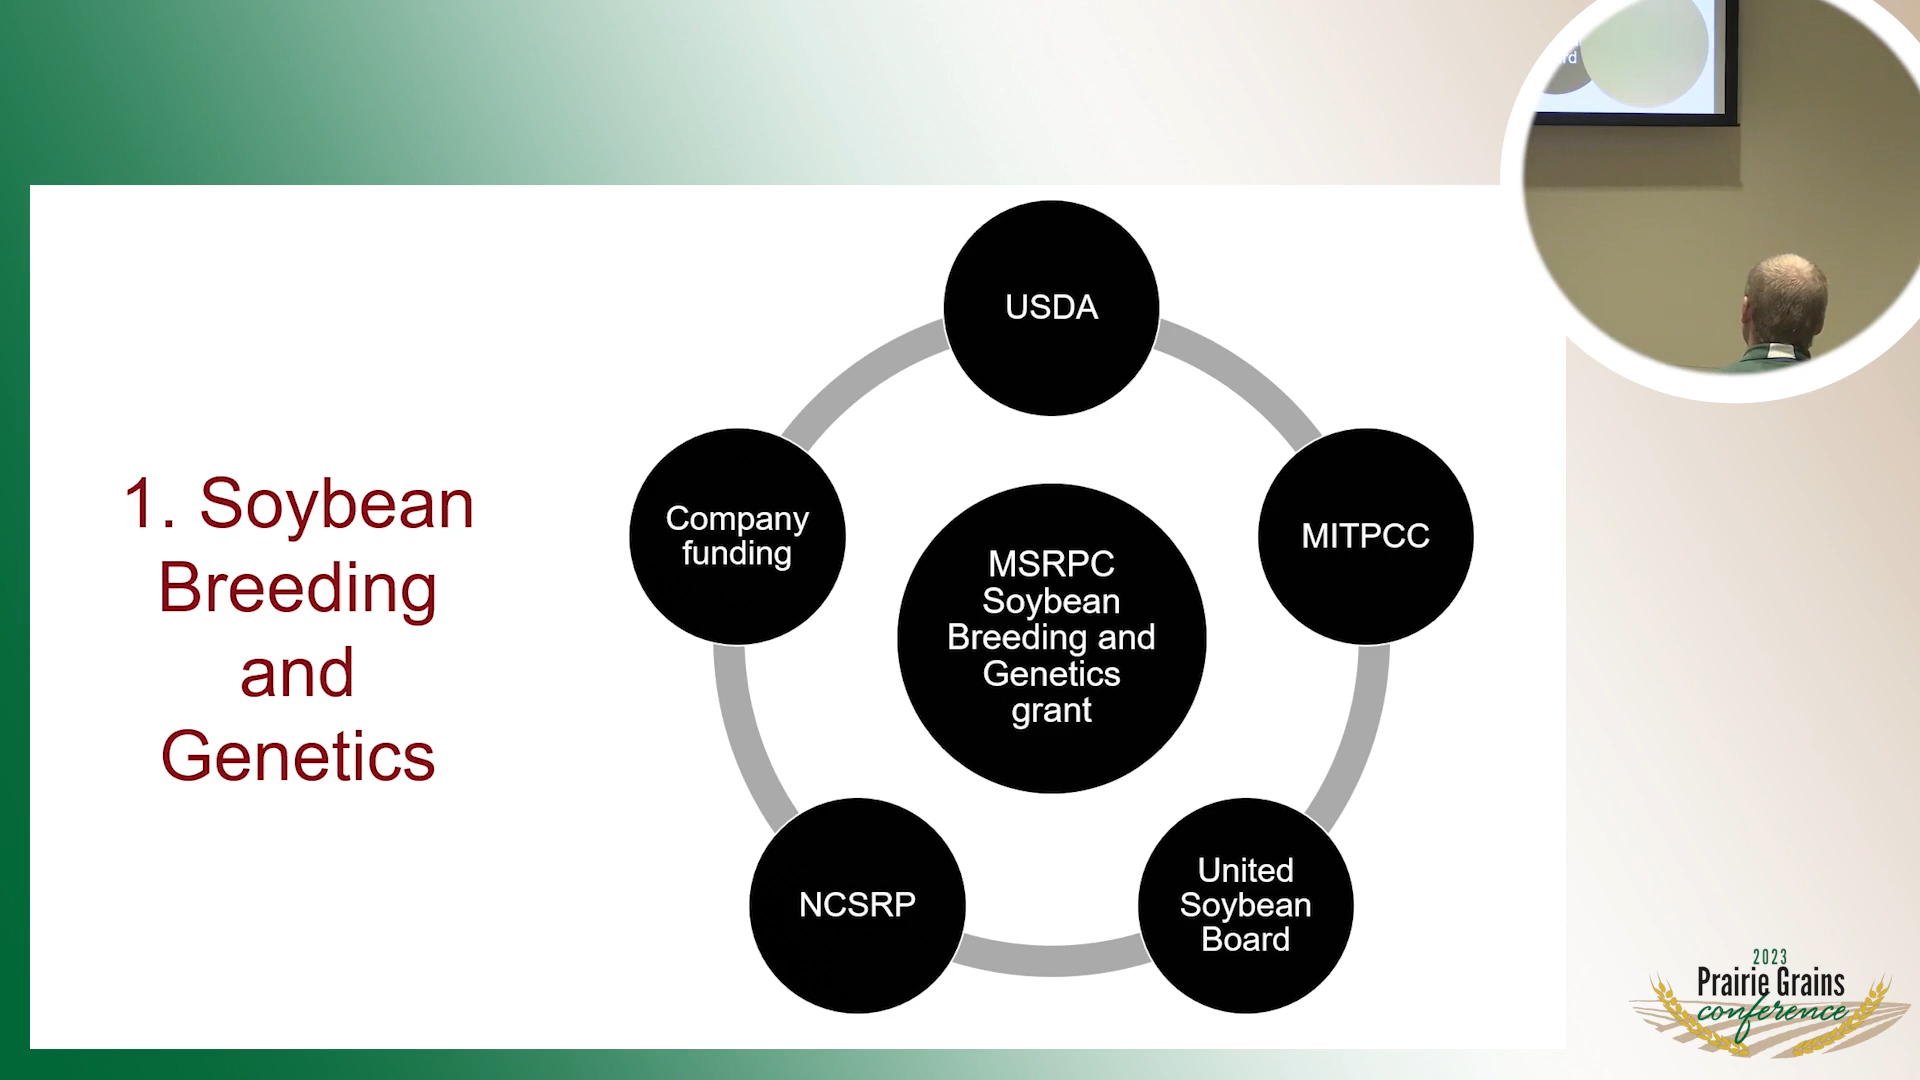 1. Soybean
Breeding
and
Genetics
USDA
Company
funding
MITPCC
MSRPC
Soybean
Breeding and
Genetics
grant
NCSRP
United
Soybean
Board
rd
2023
Prairie Grains
conference